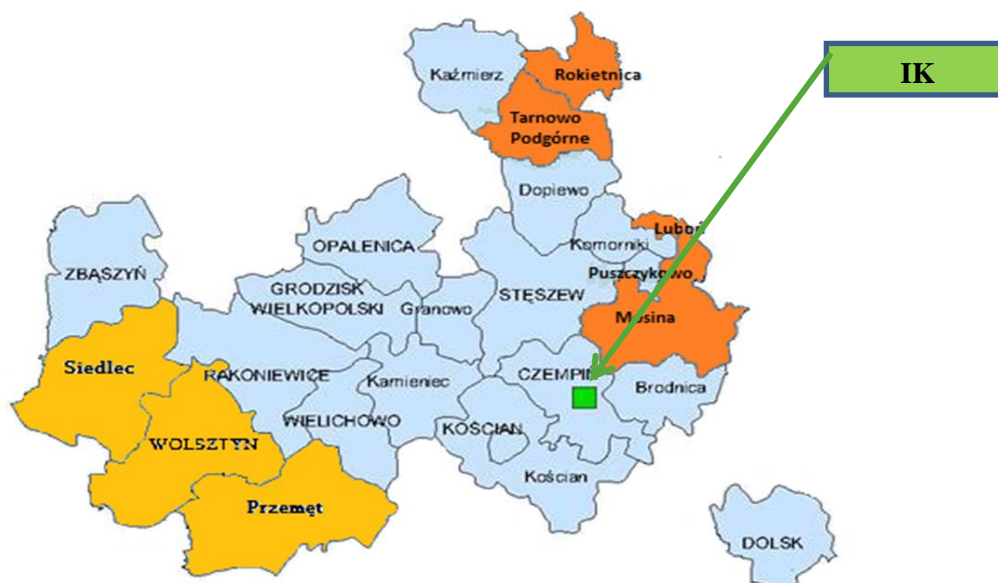 Kaźmierz
Rokietnica
IK
Tarnowo
Podgórne
Dopiewo
Luboń
Komorniki
OPALENICA
ZBĄSZYŃ
Puszczykowo
GRODZISK
WIELKOPOLSKI
Granowo
STĘSZEW
Mosina
Siedlec
RAKONIEWICE
Kamieniec
CZEMPIŃ
Brodnica
WIELICHOWO
KOŚCIAN
WOLSZTYN
Kościan
Przemęt
DOLSK